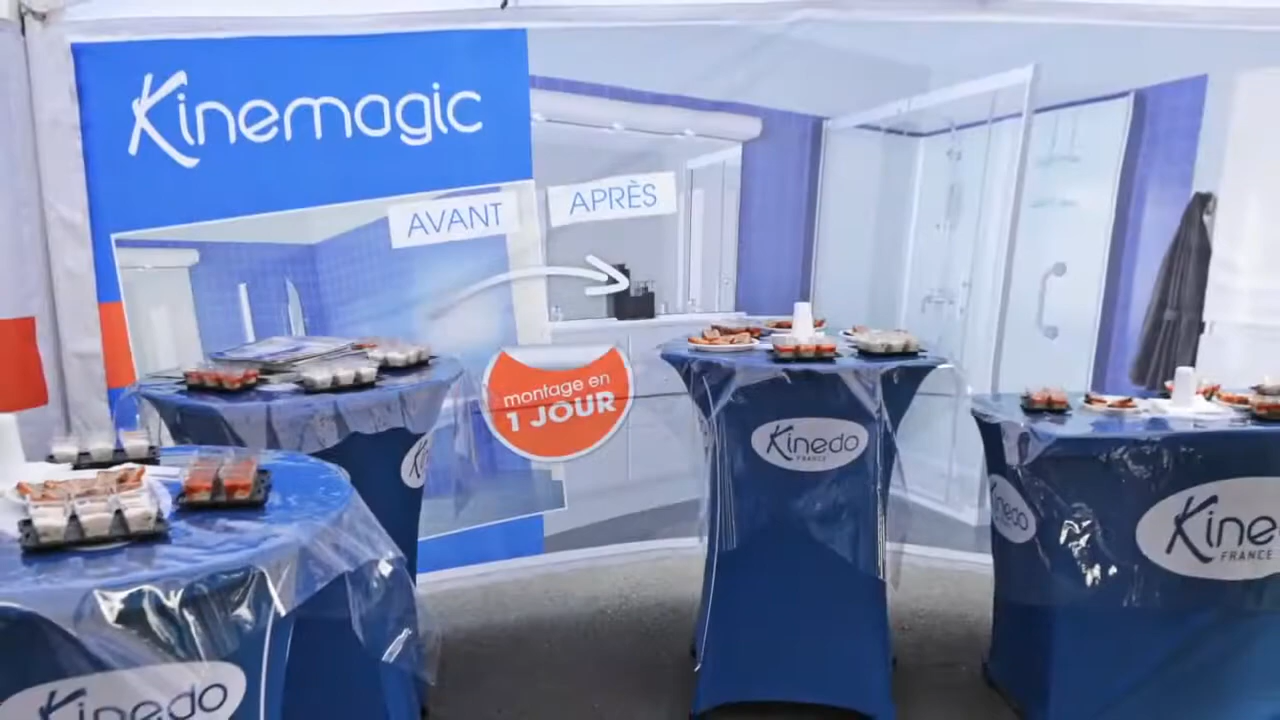 Kinemagic
AVANT
APRÈS
montage en
1 JOUR
Kinedo
FRANCE
Kinedo
Kinedo
FRANCE
Kinedo